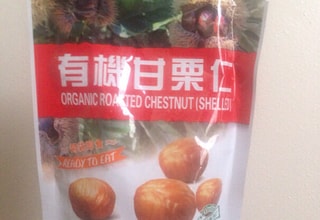 有機甘栗仁
ORGANIC ROASTED CHESTNUT (SHELLED)
READY TO EAT